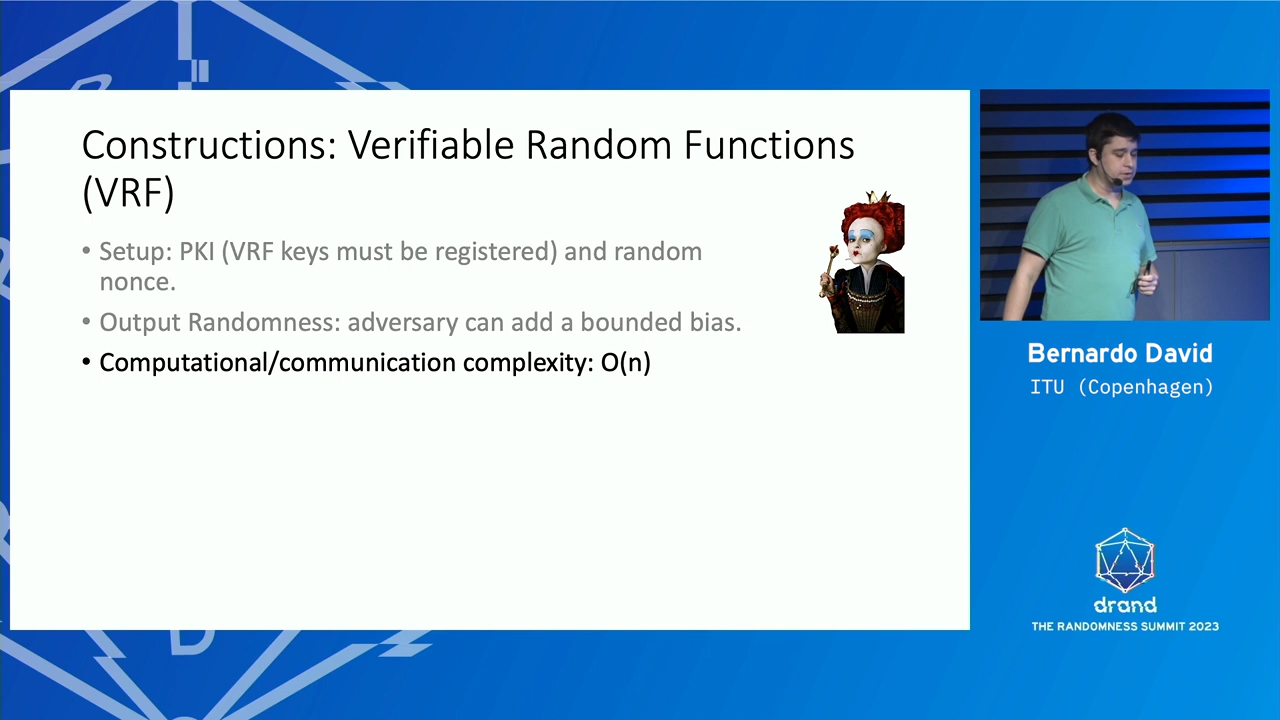 Constructions: Verifiable Random Functions
(VRF)
• Setup: PKI (VRF keys must be registered) and random
nonce.
• Output Randomness: adversary can add a bounded bias.
• Computational/communication complexity: O(n)
Bernardo David
ITU (Copenhagen)
drand
THE RANDOMNESS SUMMIT 2023